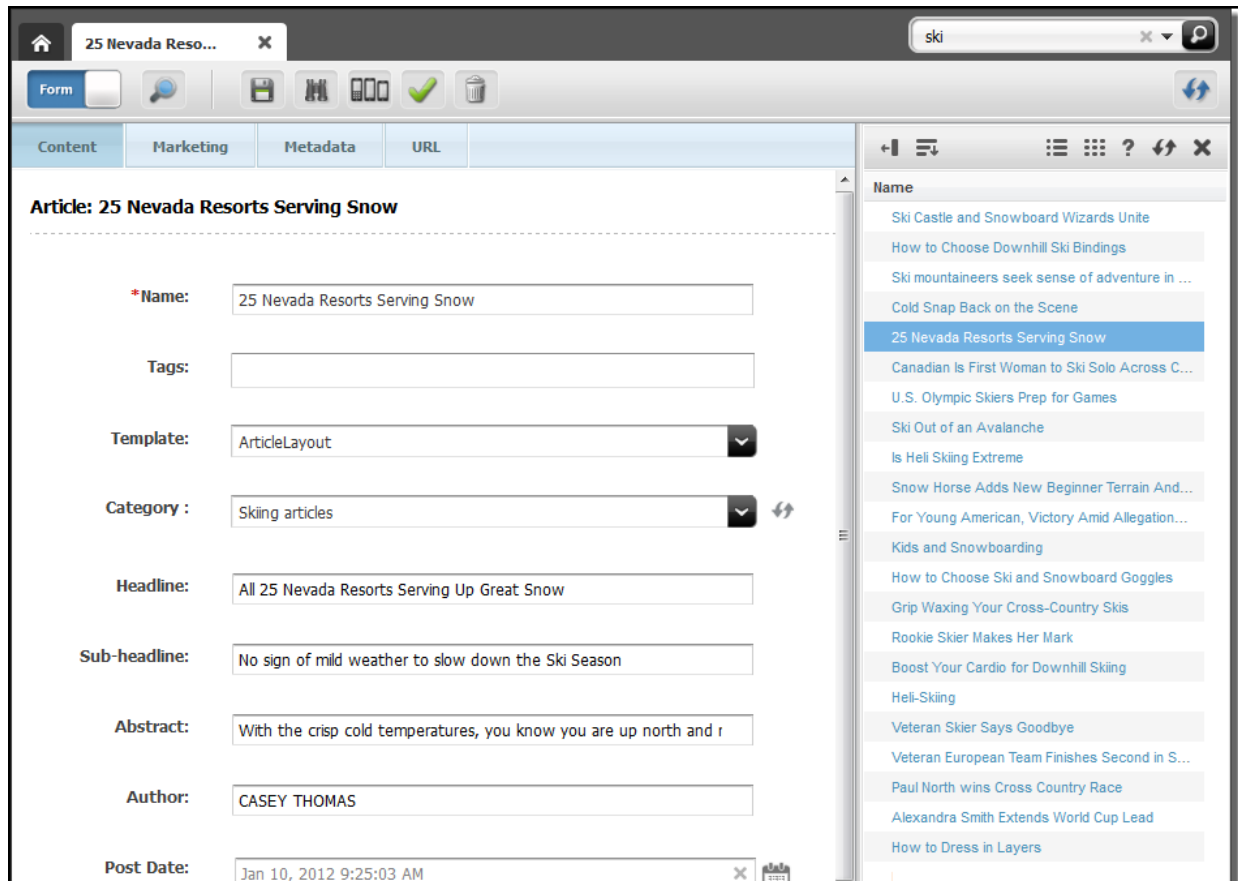 25 Nevada Reso...
ski
Form
Content Marketing Metadata URL
Article: 25 Nevada Resorts Serving Snow
*Name: 25 Nevada Resorts Serving Snow
Tags:
Template: ArticleLayout
Category : Skiing articles
Headline: All 25 Nevada Resorts Serving Up Great Snow
Sub-headline: No sign of mild weather to slow down the Ski Season
Abstract: With the crisp cold temperatures, you know you are up north and r
Author: CASEY THOMAS
Post Date: Jan 10, 2012 9:25:03 AM
?
Name
Ski Castle and Snowboard Wizards Unite
How to Choose Downhill Ski Bindings
Ski mountaineers seek sense of adventure in ...
Cold Snap Back on the Scene
25 Nevada Resorts Serving Snow
Canadian Is First Woman to Ski Solo Across C...
U.S. Olympic Skiers Prep for Games
Ski Out of an Avalanche
Is Heli Skiing Extreme
Snow Horse Adds New Beginner Terrain And...
For Young American, Victory Amid Allegation...
Kids and Snowboarding
How to Choose Ski and Snowboard Goggles
Grip Waxing Your Cross-Country Skis
Rookie Skier Makes Her Mark
Boost Your Cardio for Downhill Skiing
Heli-Skiing
Veteran Skier Says Goodbye
Veteran European Team Finishes Second in S...
Paul North wins Cross Country Race
Alexandra Smith Extends World Cup Lead
How to Dress in Layers